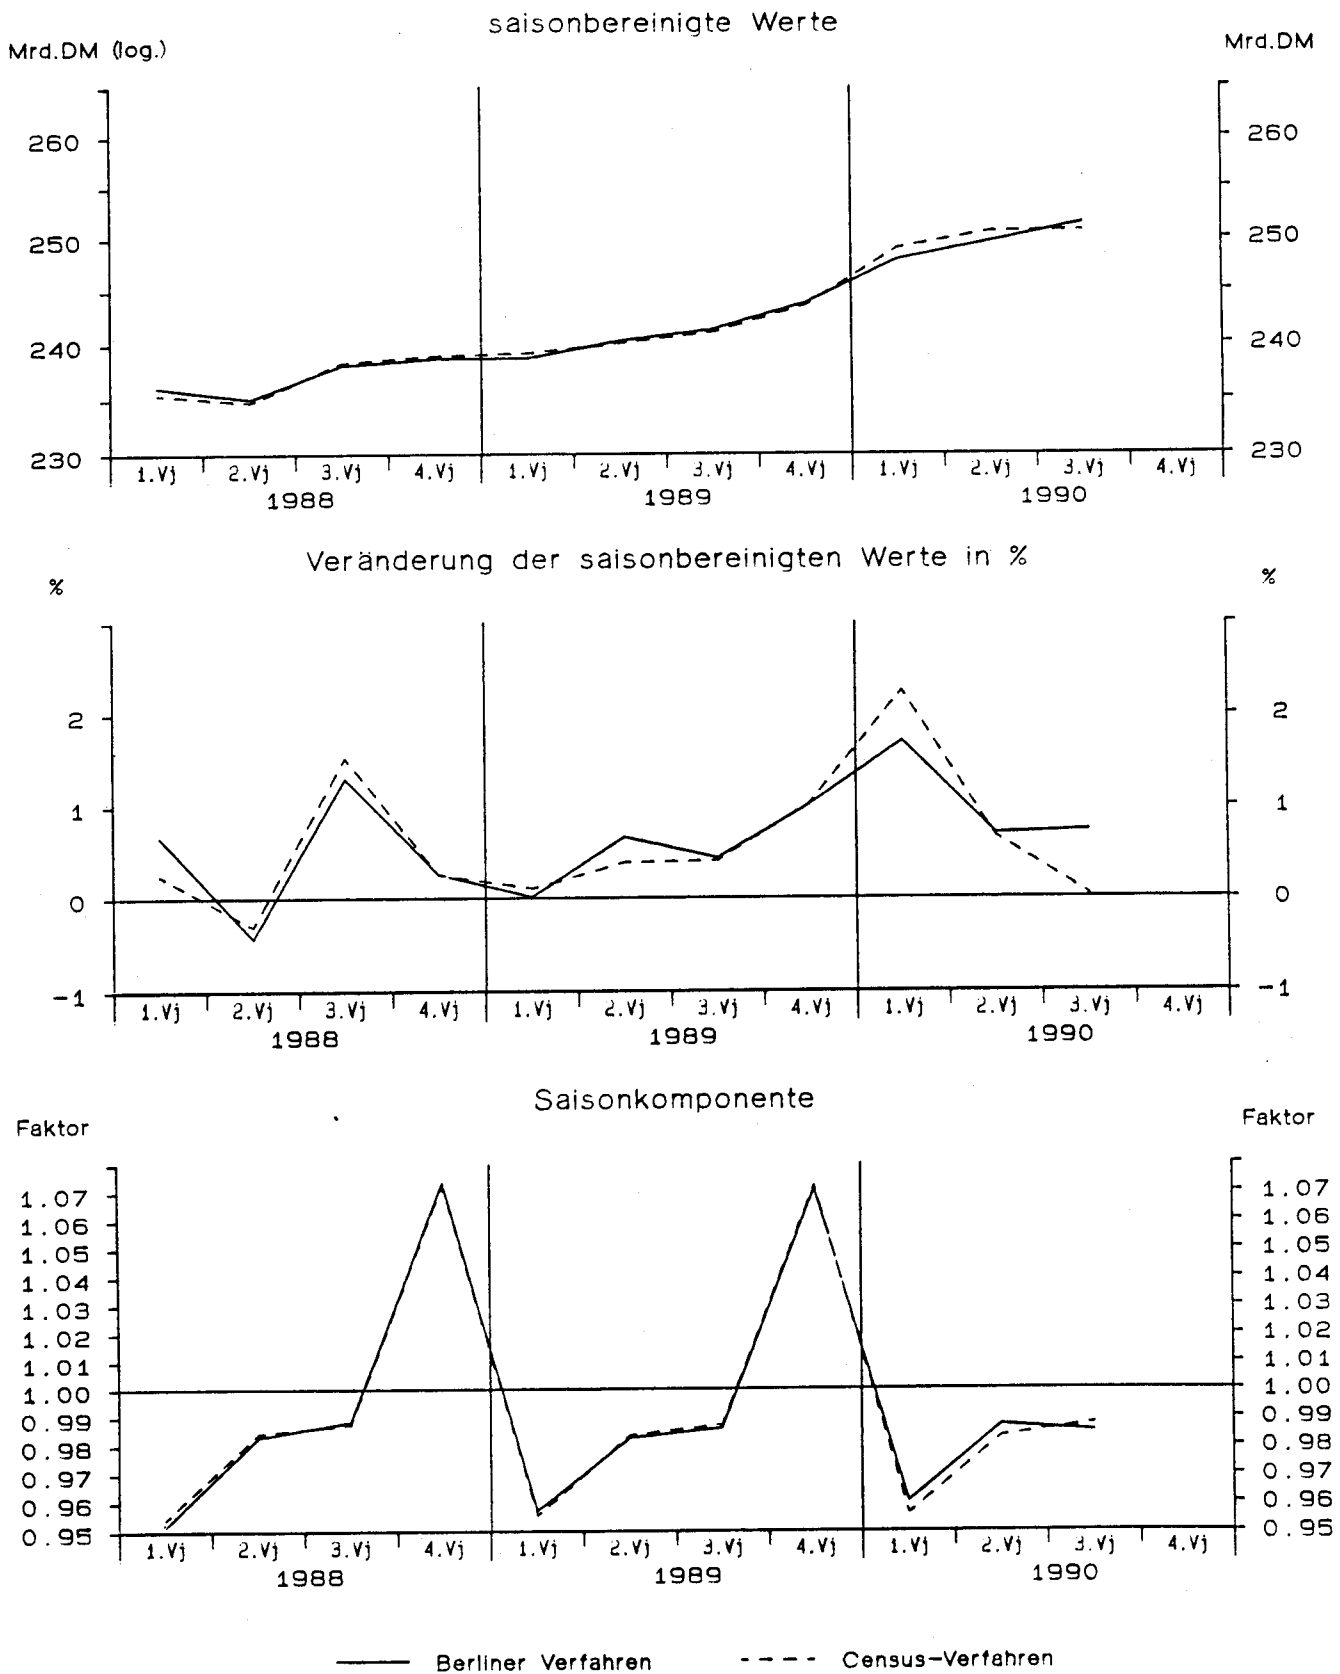 saisonbereinigte Werte
Mrd.DM (log.) Mrd.DM
260 260
250 250
240 240
230 230
1.Vj 2.Vj 3.Vj 4.Vj 1.Vj 2.Vj 3.Vj 4.Vj 1.Vj 2.Vj 3.Vj 4.Vj
1988 1989 1990
Veränderung der saisonbereinigten Werte in %
% %
2 2
1 1
0 0
-1 -1
1.Vj 2.Vj 3.Vj 4.Vj 1.Vj 2.Vj 3.Vj 4.Vj 1.Vj 2.Vj 3.Vj 4.Vj
1988 1989 1990
Saisonkomponente
Faktor Faktor
1.07 1.07
1.06 1.06
1.05 1.05
1.04 1.04
1.03 1.03
1.02 1.02
1.01 1.01
1.00 1.00
0.99 0.99
0.98 0.98
0.97 0.97
0.96 0.96
0.95 0.95
1.Vj 2.Vj 3.Vj 4.Vj 1.Vj 2.Vj 3.Vj 4.Vj 1.Vj 2.Vj 3.Vj 4.Vj
1988 1989 1990
Berliner Verfahren Census-Verfahren